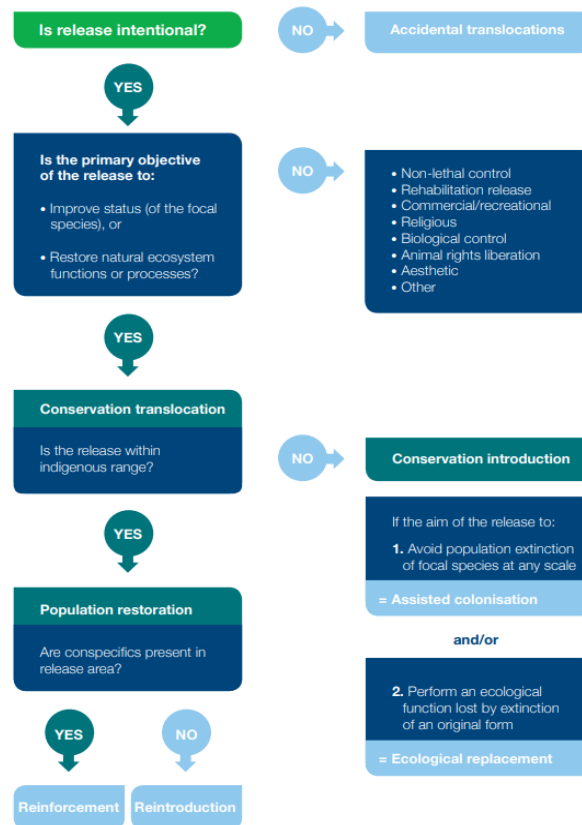 Is release intentional?
NO
Accidental translocations
YES
Is the primary objective
of the release to:
• Improve status (of the focal
species), or
• Restore natural ecosystem
functions or processes?
NO
• Non-lethal control
• Rehabilitation release
• Commercial/recreational
• Religious
• Biological control
• Animal rights liberation
• Aesthetic
• Other
YES
Conservation translocation
Is the release within
indigenous range?
NO
Conservation introduction
If the aim of the release to:
1. Avoid population extinction
of focal species at any scale
= Assisted colonisation
and/or
2. Perform an ecological
function lost by extinction
of an original form
= Ecological replacement
YES
Population restoration
Are conspecifics present in
release area?
YES
NO
Reinforcement
Reintroduction